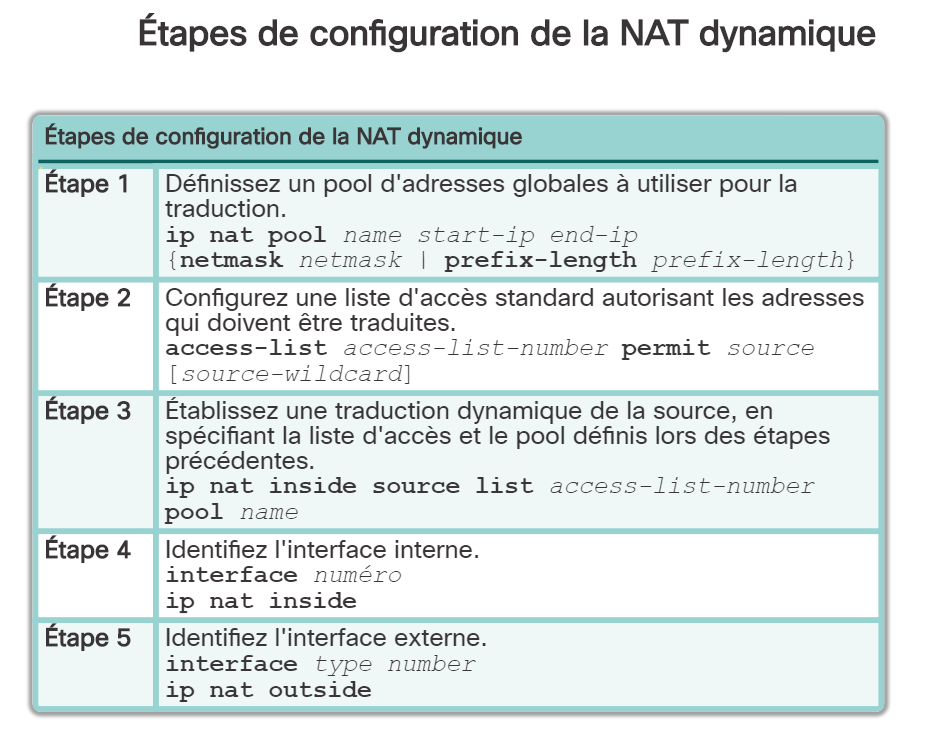 Étapes de configuration de la NAT dynamique
Étapes de configuration de la NAT dynamique
Étape 1
Définissez un pool d'adresses globales à utiliser pour la
traduction.
ip nat pool name start-ip end-ip
{netmask netmask | prefix-length prefix-length}
Étape 2
Configurez une liste d'accès standard autorisant les adresses
qui doivent être traduites.
access-list access-list-number permit source
[source-wildcard]
Étape 3
Établissez une traduction dynamique de la source, en
spécifiant la liste d'accès et le pool définis lors des étapes
précédentes.
ip nat inside source list access-list-number
pool name
Étape 4
Identifiez l'interface interne.
interface numéro
ip nat inside
Étape 5
Identifiez l'interface externe.
interface type number
ip nat outside